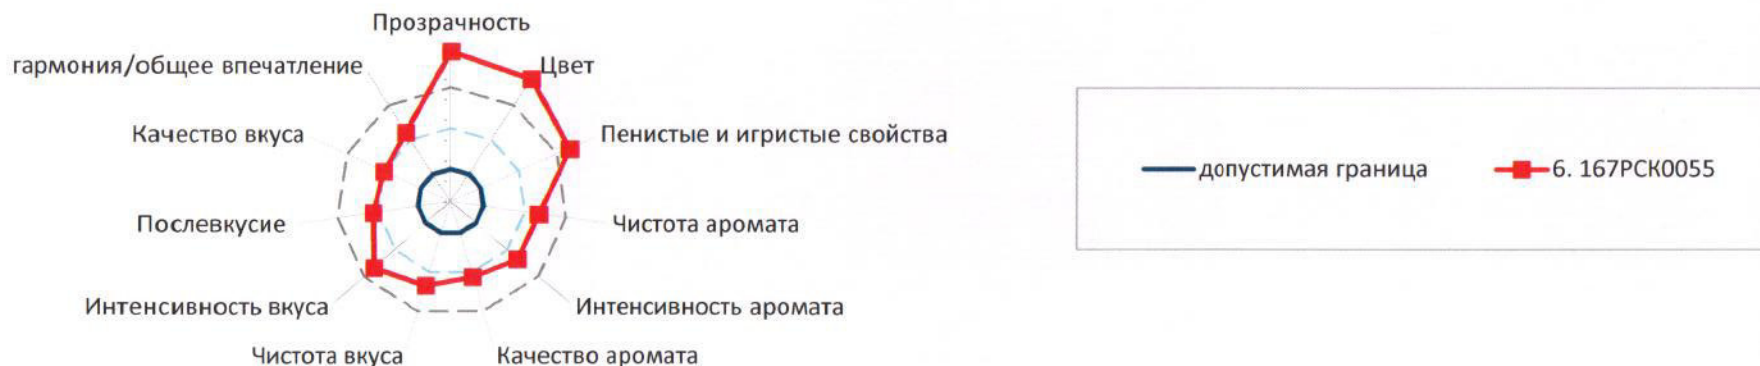 Прозрачность
гармония/общее впечатление
Цвет
Качество вкуса
Пенистые и игристые свойства
допустимая граница
6. 167РСК0055
Послевкусие
Чистота аромата
Интенсивность вкуса
Интенсивность аромата
Чистота вкуса
Качество аромата